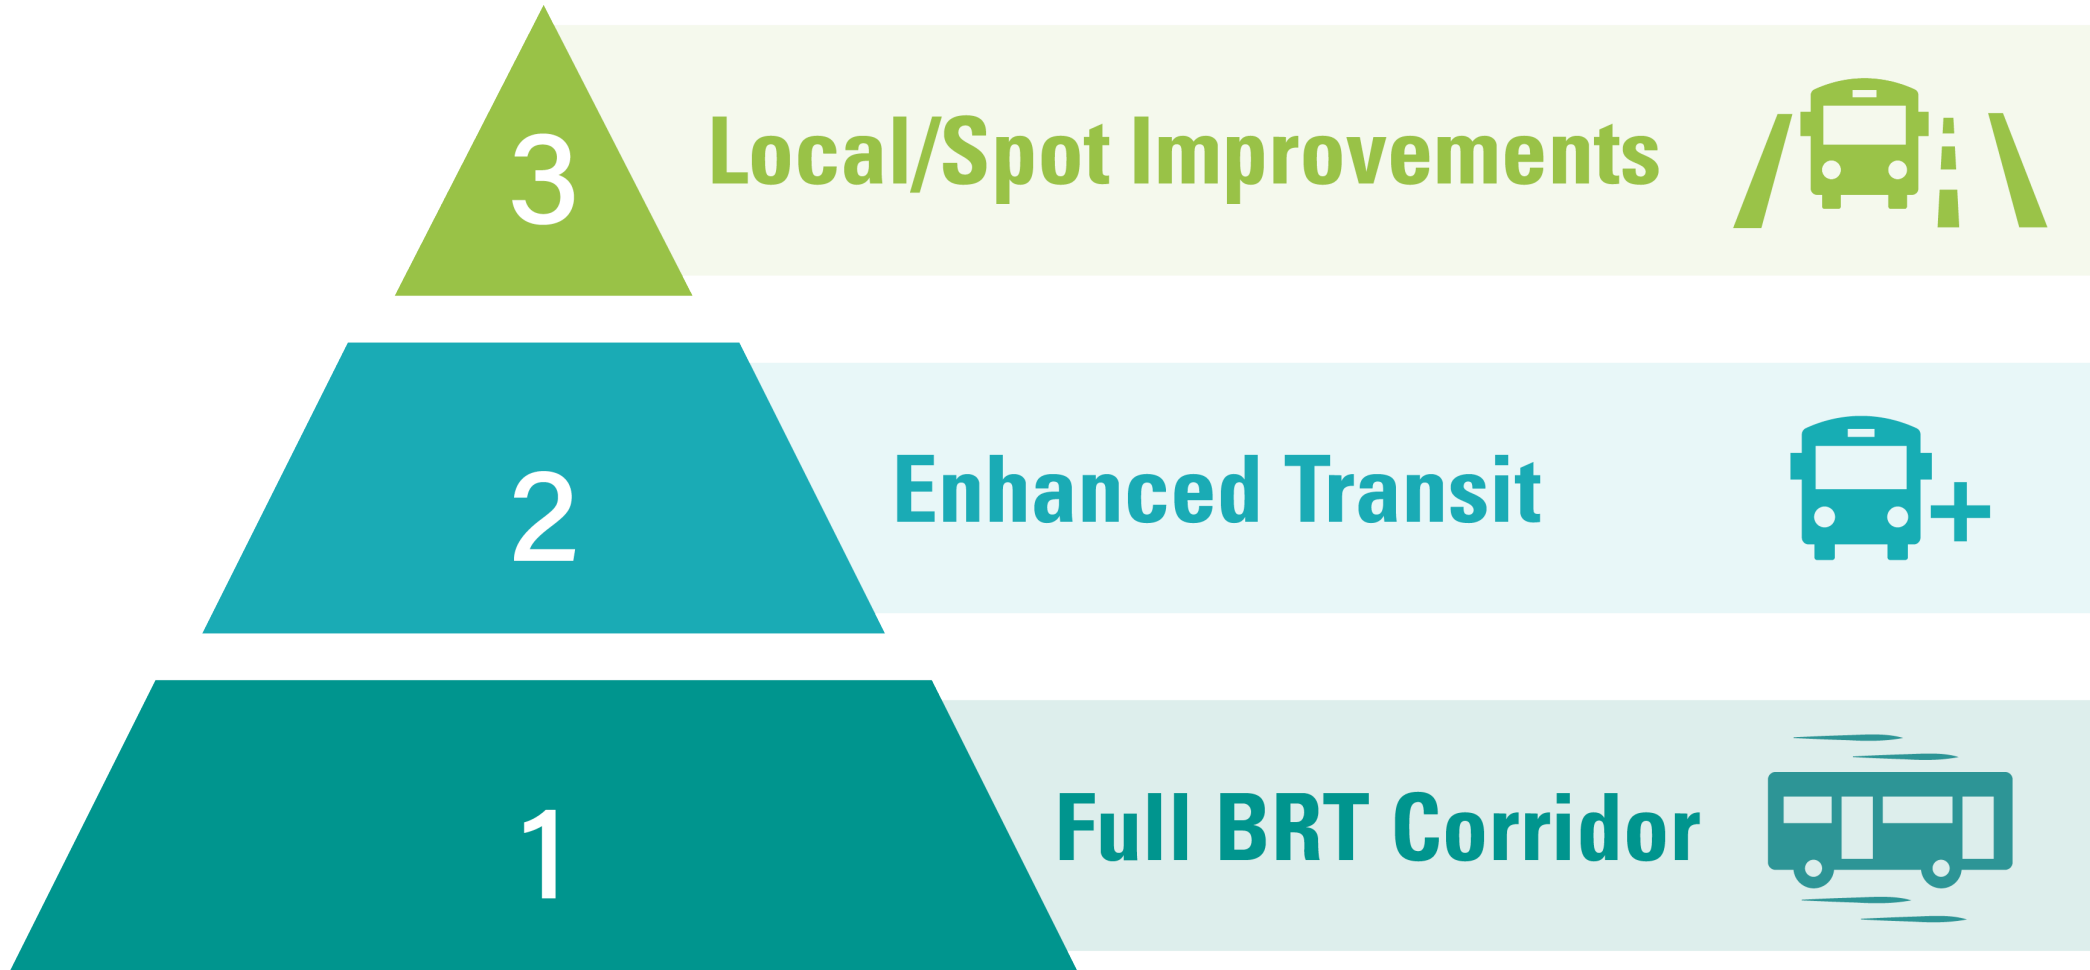 3
Local/Spot Improvements
2
Enhanced Transit
1
Full BRT Corridor